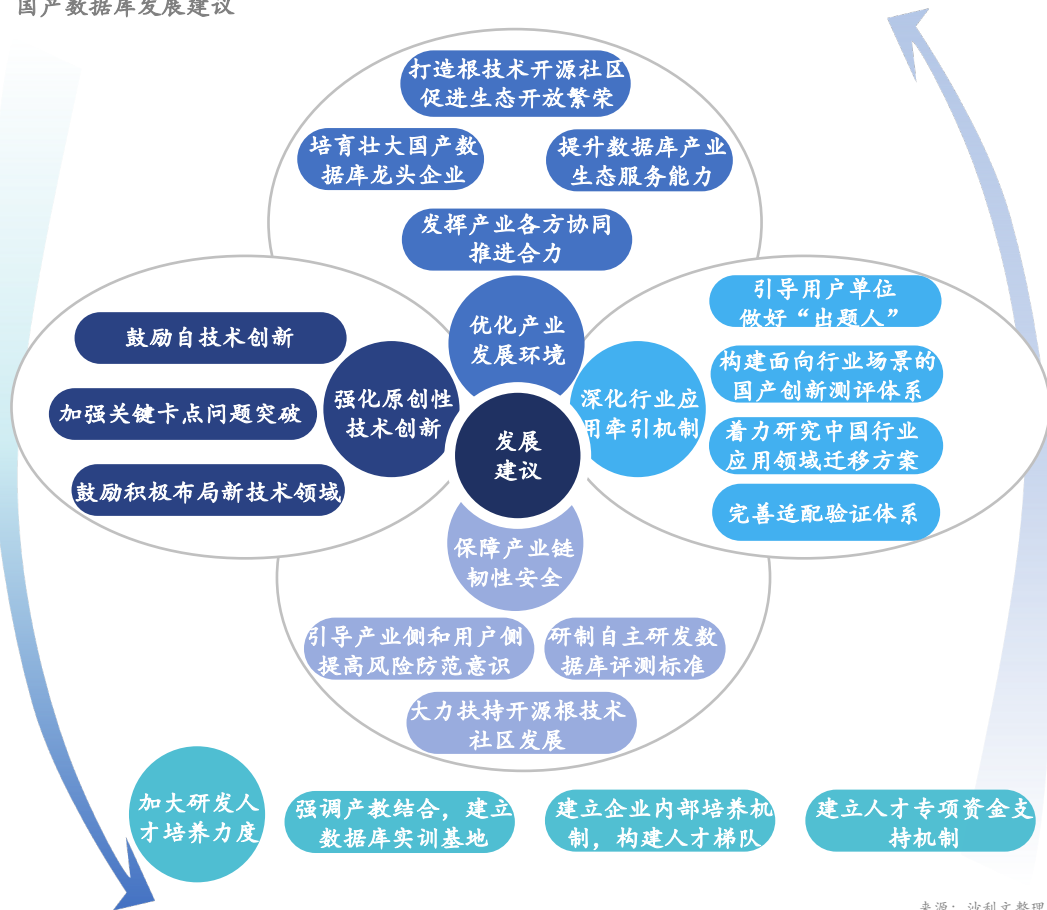 国产数据库发展建议
打造根技术开源社区
促进生态开放繁荣
培育壮大国产数
据库龙头企业
提升数据库产业
生态服务能力
发挥产业各方协同
推进合力
优化产业
发展环境
鼓励自技术创新
加强关键卡点问题突破
鼓励积极布局新技术领域
强化原创性
技术创新
发展
建议
深化行业应
用牵引机制
引导用户单位
做好“出题人”
构建面向行业场景的
国产创新测评体系
着力研究中国行业
应用领域迁移方案
完善适配验证体系
保障产业链
韧性安全
引导产业侧和用户侧
提高风险防范意识
研制自主研发数
据库评测标准
大力扶持开源根技术
社区发展
加大研发人
才培养力度
强调产教结合，建立
数据库实训基地
建立企业内部培养机
制，构建人才梯队
建立人才专项资金支
持机制
来源：沙利文整理